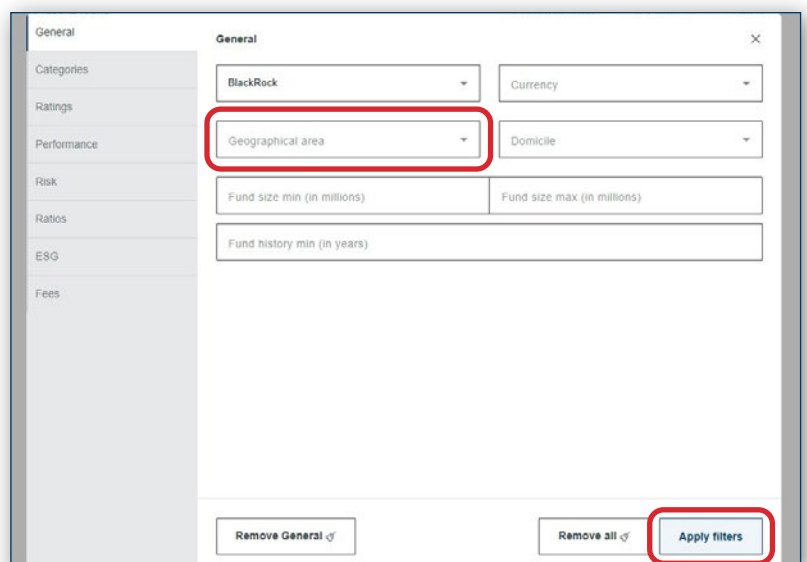 General
Categories
Ratings
Performance
Risk
Ratios
ESG
Fees
General
BlackRock
Currency
Geographical area
Domicile
Fund size min (in millions)
Fund size max (in millions)
Fund history min (in years)
Remove General
Remove all
Apply filters